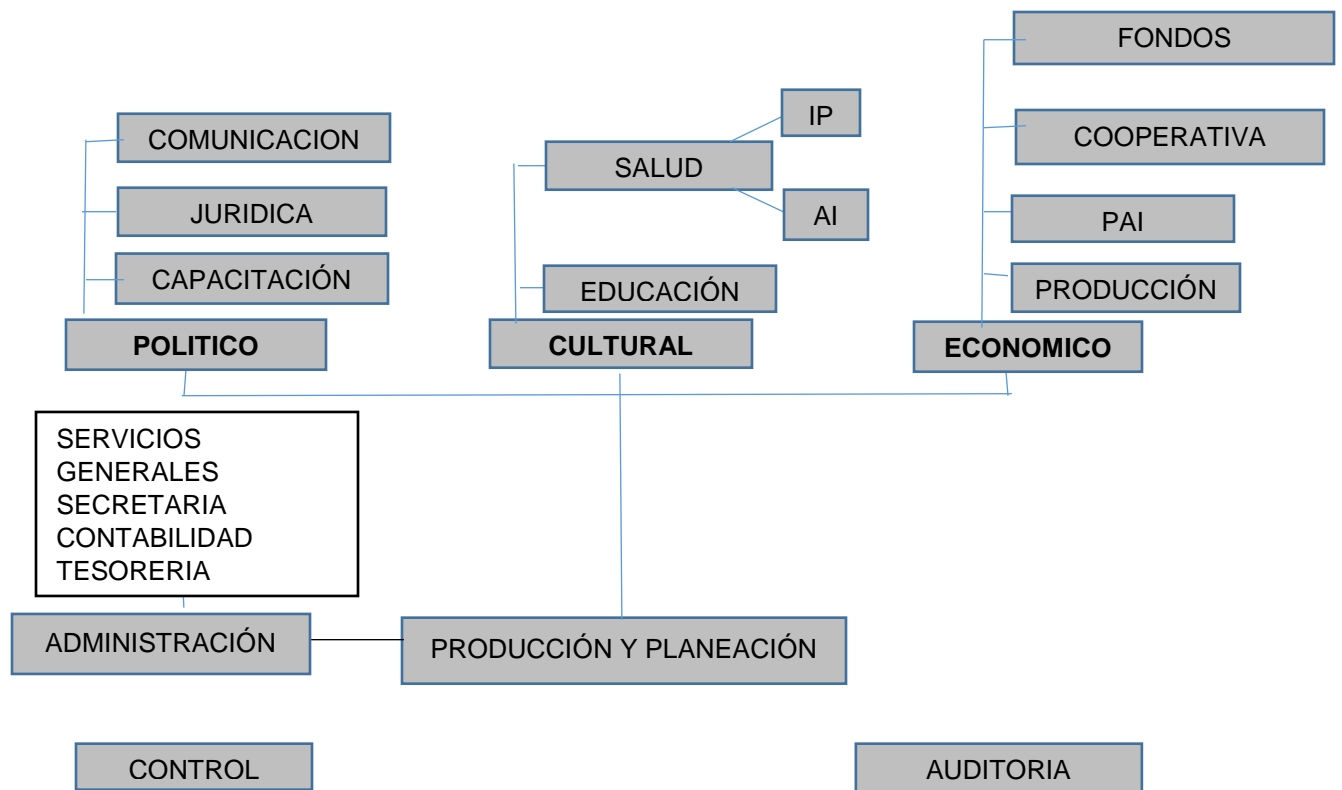 FONDOS
IP
COMUNICACION
COOPERATIVA
SALUD
JURIDICA
AI
PAI
CAPACITACIÓN
EDUCACIÓN
PRODUCCIÓN
POLITICO
CULTURAL
ECONOMICO
SERVICIOS
GENERALES
SECRETARIA
CONTABILIDAD
TESORERIA
ADMINISTRACIÓN
PRODUCCIÓN Y PLANEACIÓN
CONTROL
AUDITORIA